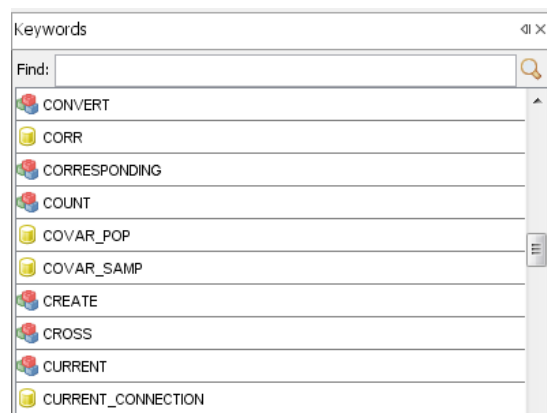 Keywords
Find:
CONVERT
CORR
CORRESPONDING
COUNT
COVAR_POP
COVAR_SAMP
CREATE
CROSS
CURRENT
CURRENT_CONNECTION